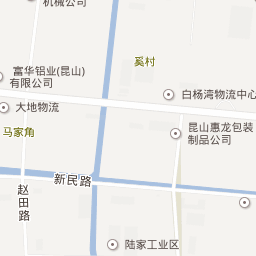 机械公司
奚村
富华铝业(昆山)
有限公司
白杨湾物流中心
大地物流
昆山惠龙包装
制品公司
马家角
新民路
赵田路
陆家工业区